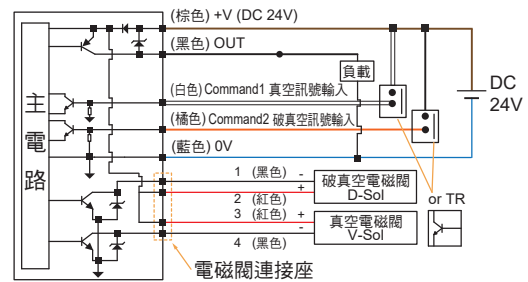 (棕色) +V (DC 24V)
(黑色) OUT
負載
(白色) Command1 真空訊號輸入
DC
24V
(橘色) Command2 破真空訊號輸入
主電路
(藍色) 0V
1 (黑色) -
破真空電磁閥
D-Sol
+
2 (紅色)
or TR
3 (紅色) +
真空電磁閥
V-Sol
-
4 (黑色)
電磁閥連接座